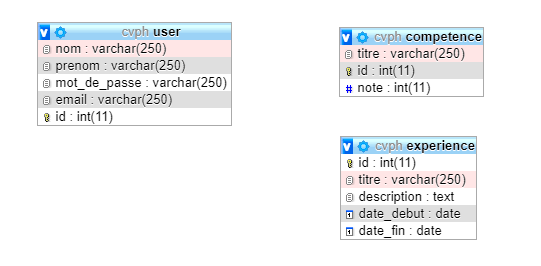 cvph user
nom : varchar(250)
prenom : varchar(250)
mot_de_passe : varchar(250)
email : varchar(250)
id : int(11)
cvph competence
titre : varchar(250)
id : int(11)
# note : int(11)
cvph experience
id : int(11)
titre : varchar(250)
description : text
date_debut : date
date_fin : date